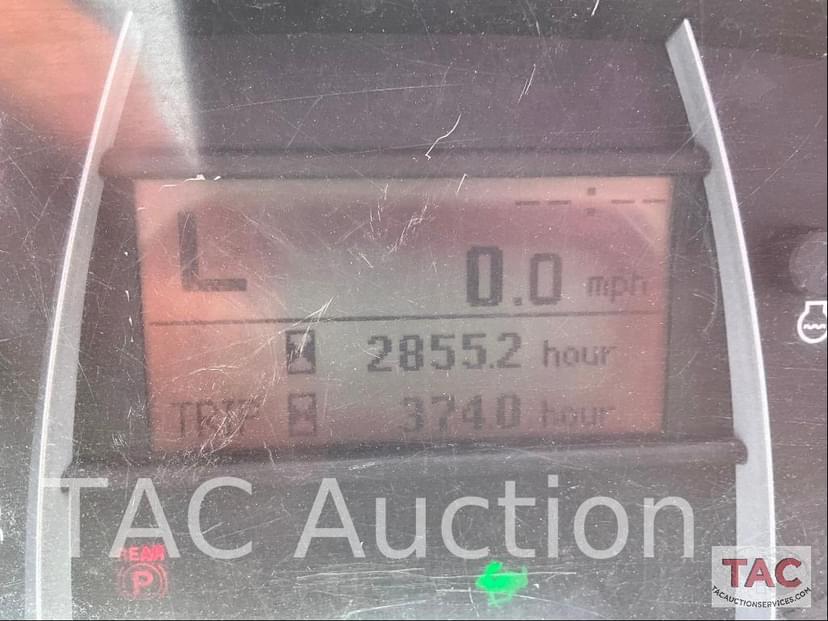 --:--
L
0.0 mph
2855.2 hour
TRIP 374.0 hour
TAC Auction
REAR
P
TAC
TACAUCTIONSERVICES.COM